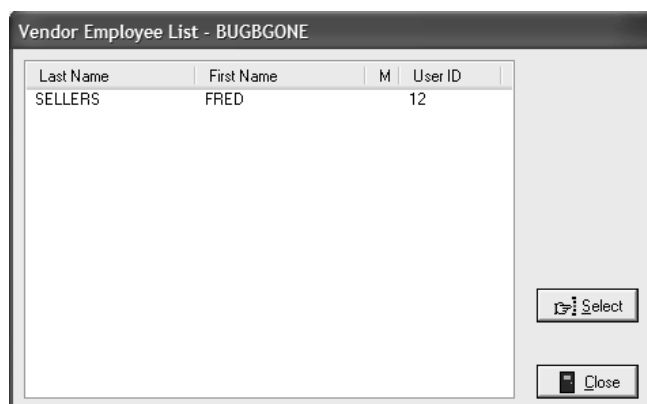 Vendor Employee List - BUGBGONE
Last Name First Name M User ID
SELLERS FRED 12
Select
Close